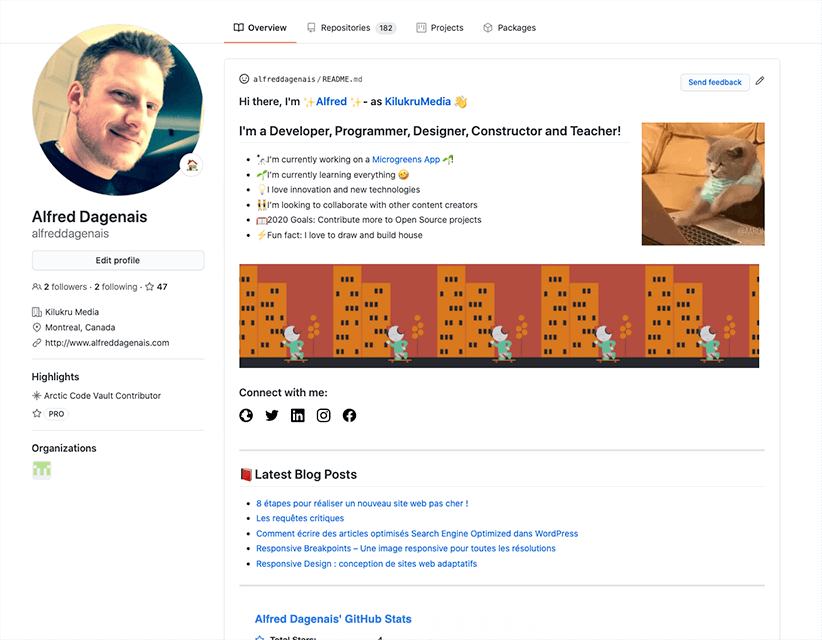 Overview
Repositories 182
Projects
Packages
alfreddagenais/README.md
Send feedback
Hi there, I'm ✨Alfred ✨- as KilukruMedia 👋
I'm a Developer, Programmer, Designer, Constructor and Teacher!
I'm currently working on a Microgreens App 🌱
🌱I'm currently learning everything 🤣
💡I love innovation and new technologies
👯I'm looking to collaborate with other content creators
📖2020 Goals: Contribute more to Open Source projects
⚡Fun fact: I love to draw and build house
Alfred Dagenais
alfreddagenais
Edit profile
2 followers · 2 following · 47
Kilukru Media
Montreal, Canada
http://www.alfreddagenais.com
Highlights
Arctic Code Vault Contributor
PRO
Organizations
Connect with me:
📕Latest Blog Posts
8 étapes pour réaliser un nouveau site web pas cher !
Les requêtes critiques
Comment écrire des articles optimisés Search Engine Optimized dans WordPress
Responsive Breakpoints – Une image responsive pour toutes les résolutions
Responsive Design : conception de sites web adaptatifs
Alfred Dagenais' GitHub Stats
Total Stars: 4